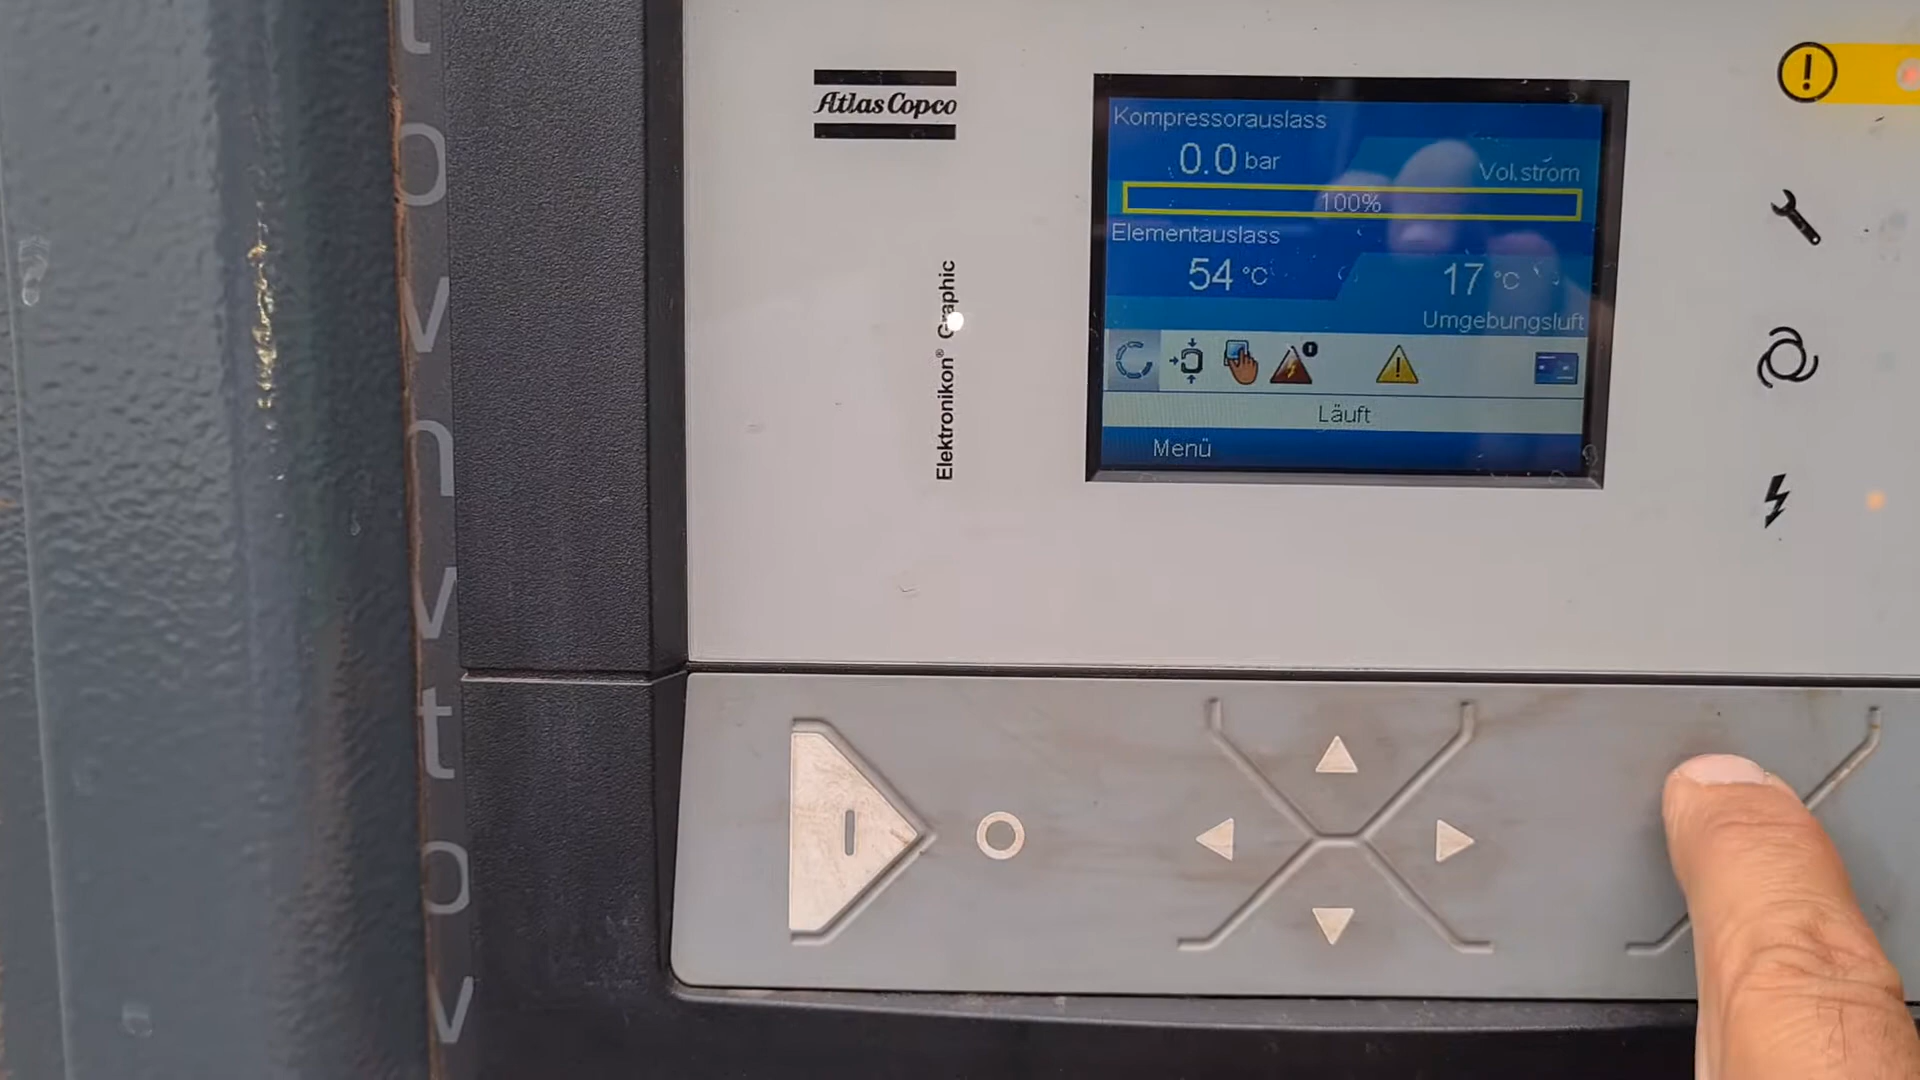 Atlas Copco
Elektronikon® Graphic
Kompressorauslass
0.0 bar
Vol.strom
100%
Elementauslass
54 °C
17 °C
Umgebungsluft
Läuft
Menü